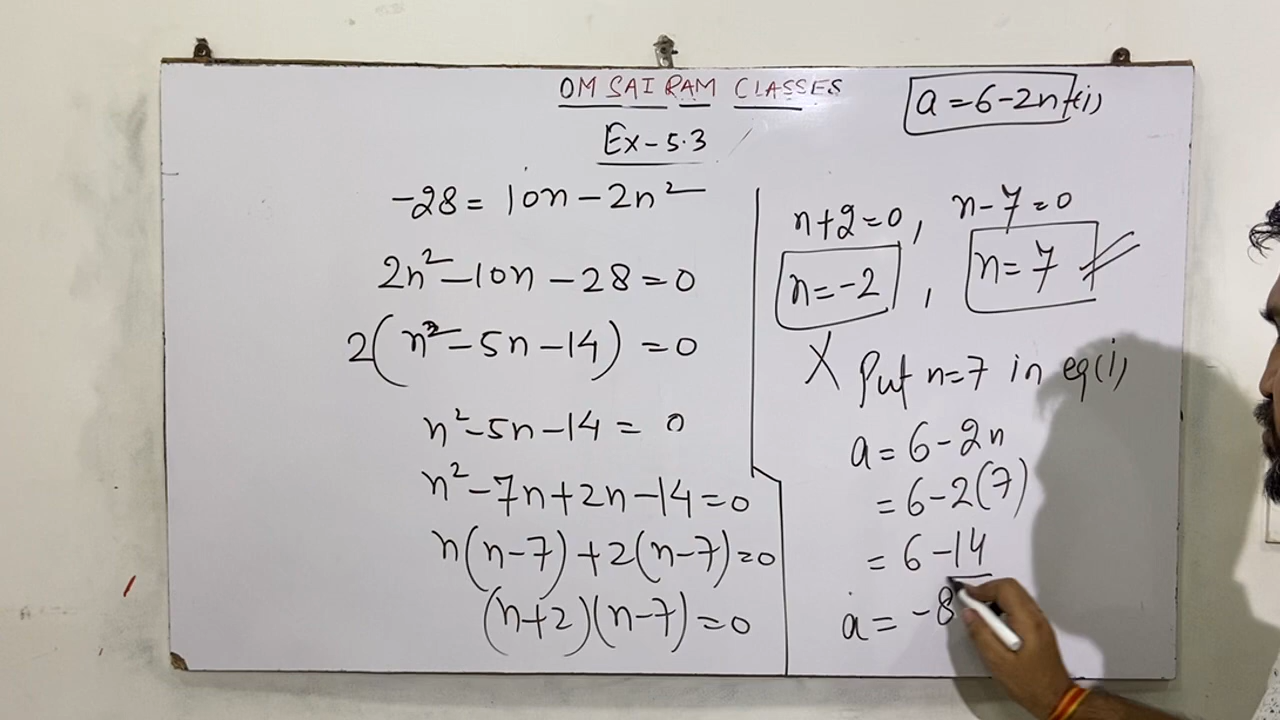 OM SAI RAM CLASSES
a = 6 - 2n (i)
Ex - 5.3
-28 = 10n - 2n²
2n² - 10n - 28 = 0
2(n² - 5n - 14) = 0
n² - 5n - 14 = 0
n² - 7n + 2n - 14 = 0
n(n-7) + 2(n-7) = 0
(n+2)(n-7) = 0
n+2=0, n-7=0
n=-2, n=7
X Put n=7 in eq(i)
a = 6 - 2n
= 6 - 2(7)
= 6 - 14
a = -8